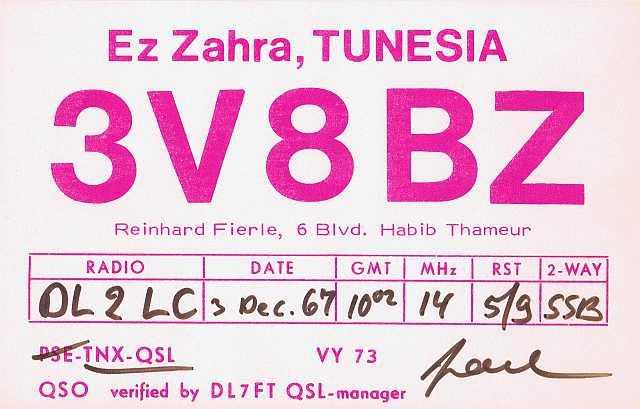 Ez Zahra, TUNESIA
3V8BZ
Reinhard Fierle, 6 Blvd. Habib Thameur
RADIO DATE GMT MHz RST 2-WAY
DL2LC 3 Dec. 67 10⁰² 14 5/9 SSB
PSE-TNX-QSL VY 73
QSO verified by DL7FT QSL-manager